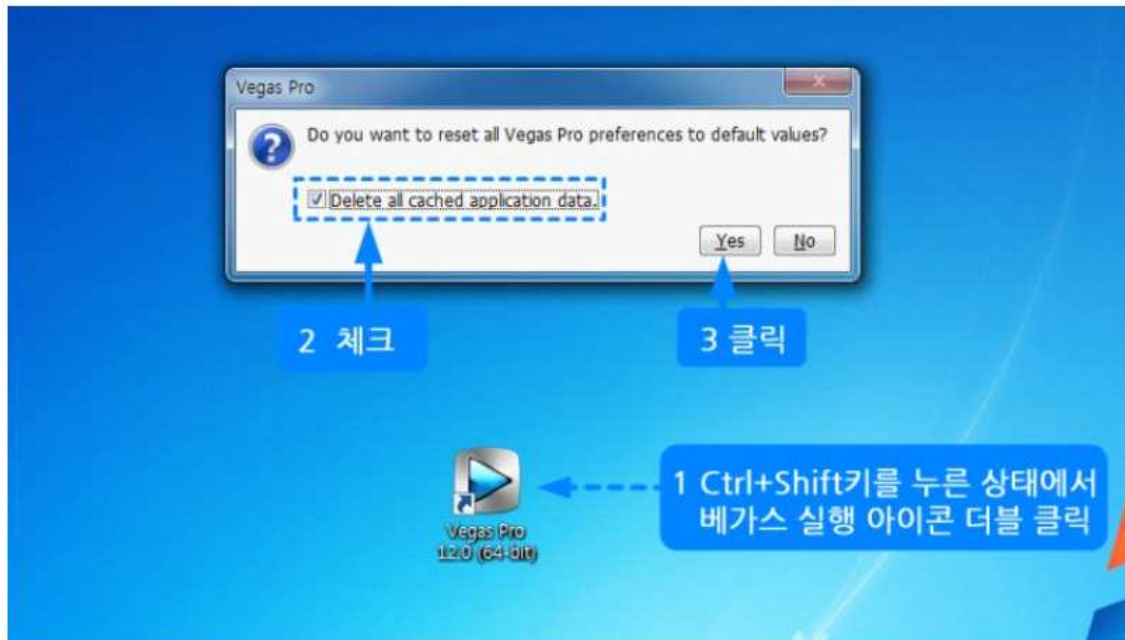 Vegas Pro
Do you want to reset all Vegas Pro preferences to default values?
Delete all cached application data.
Yes
No
2 체크
3 클릭
1 Ctrl+Shift키를 누른 상태에서
베가스 실행 아이콘 더블 클릭
Vegas Pro
12.0 (64-bit)